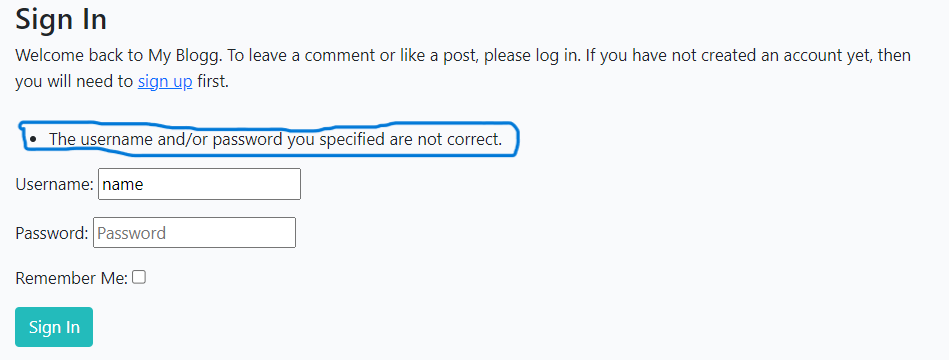 Sign In
Welcome back to My Blogg. To leave a comment or like a post, please log in. If you have not created an account yet, then
you will need to sign up first.
• The username and/or password you specified are not correct.
Username: name
Password: Password
Remember Me:
Sign In